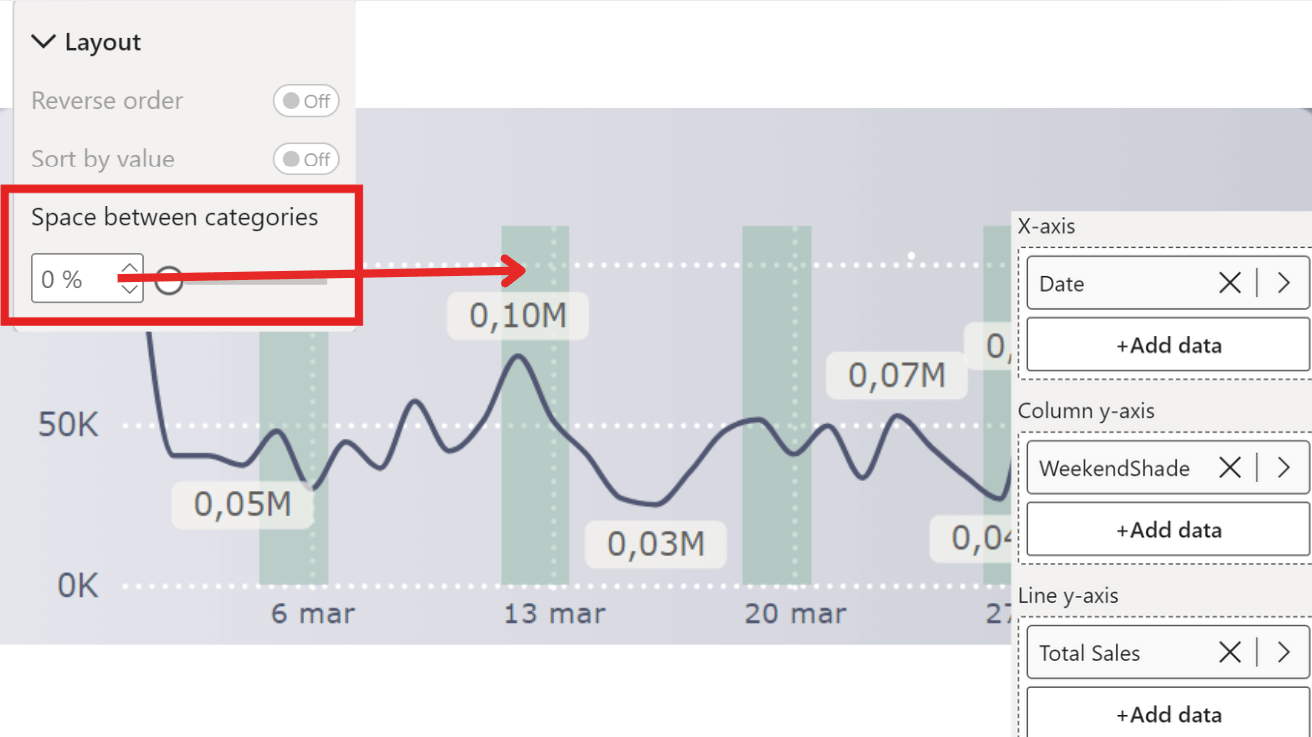 Layout
Reverse order
Off
Sort by value
Off
Space between categories
0 %
0,10M
0,07M
0,
50K
0,05M
0,03M
0,04
0K
6 mar
13 mar
20 mar
27
X-axis
Date
+Add data
Column y-axis
WeekendShade
+Add data
Line y-axis
Total Sales
+Add data